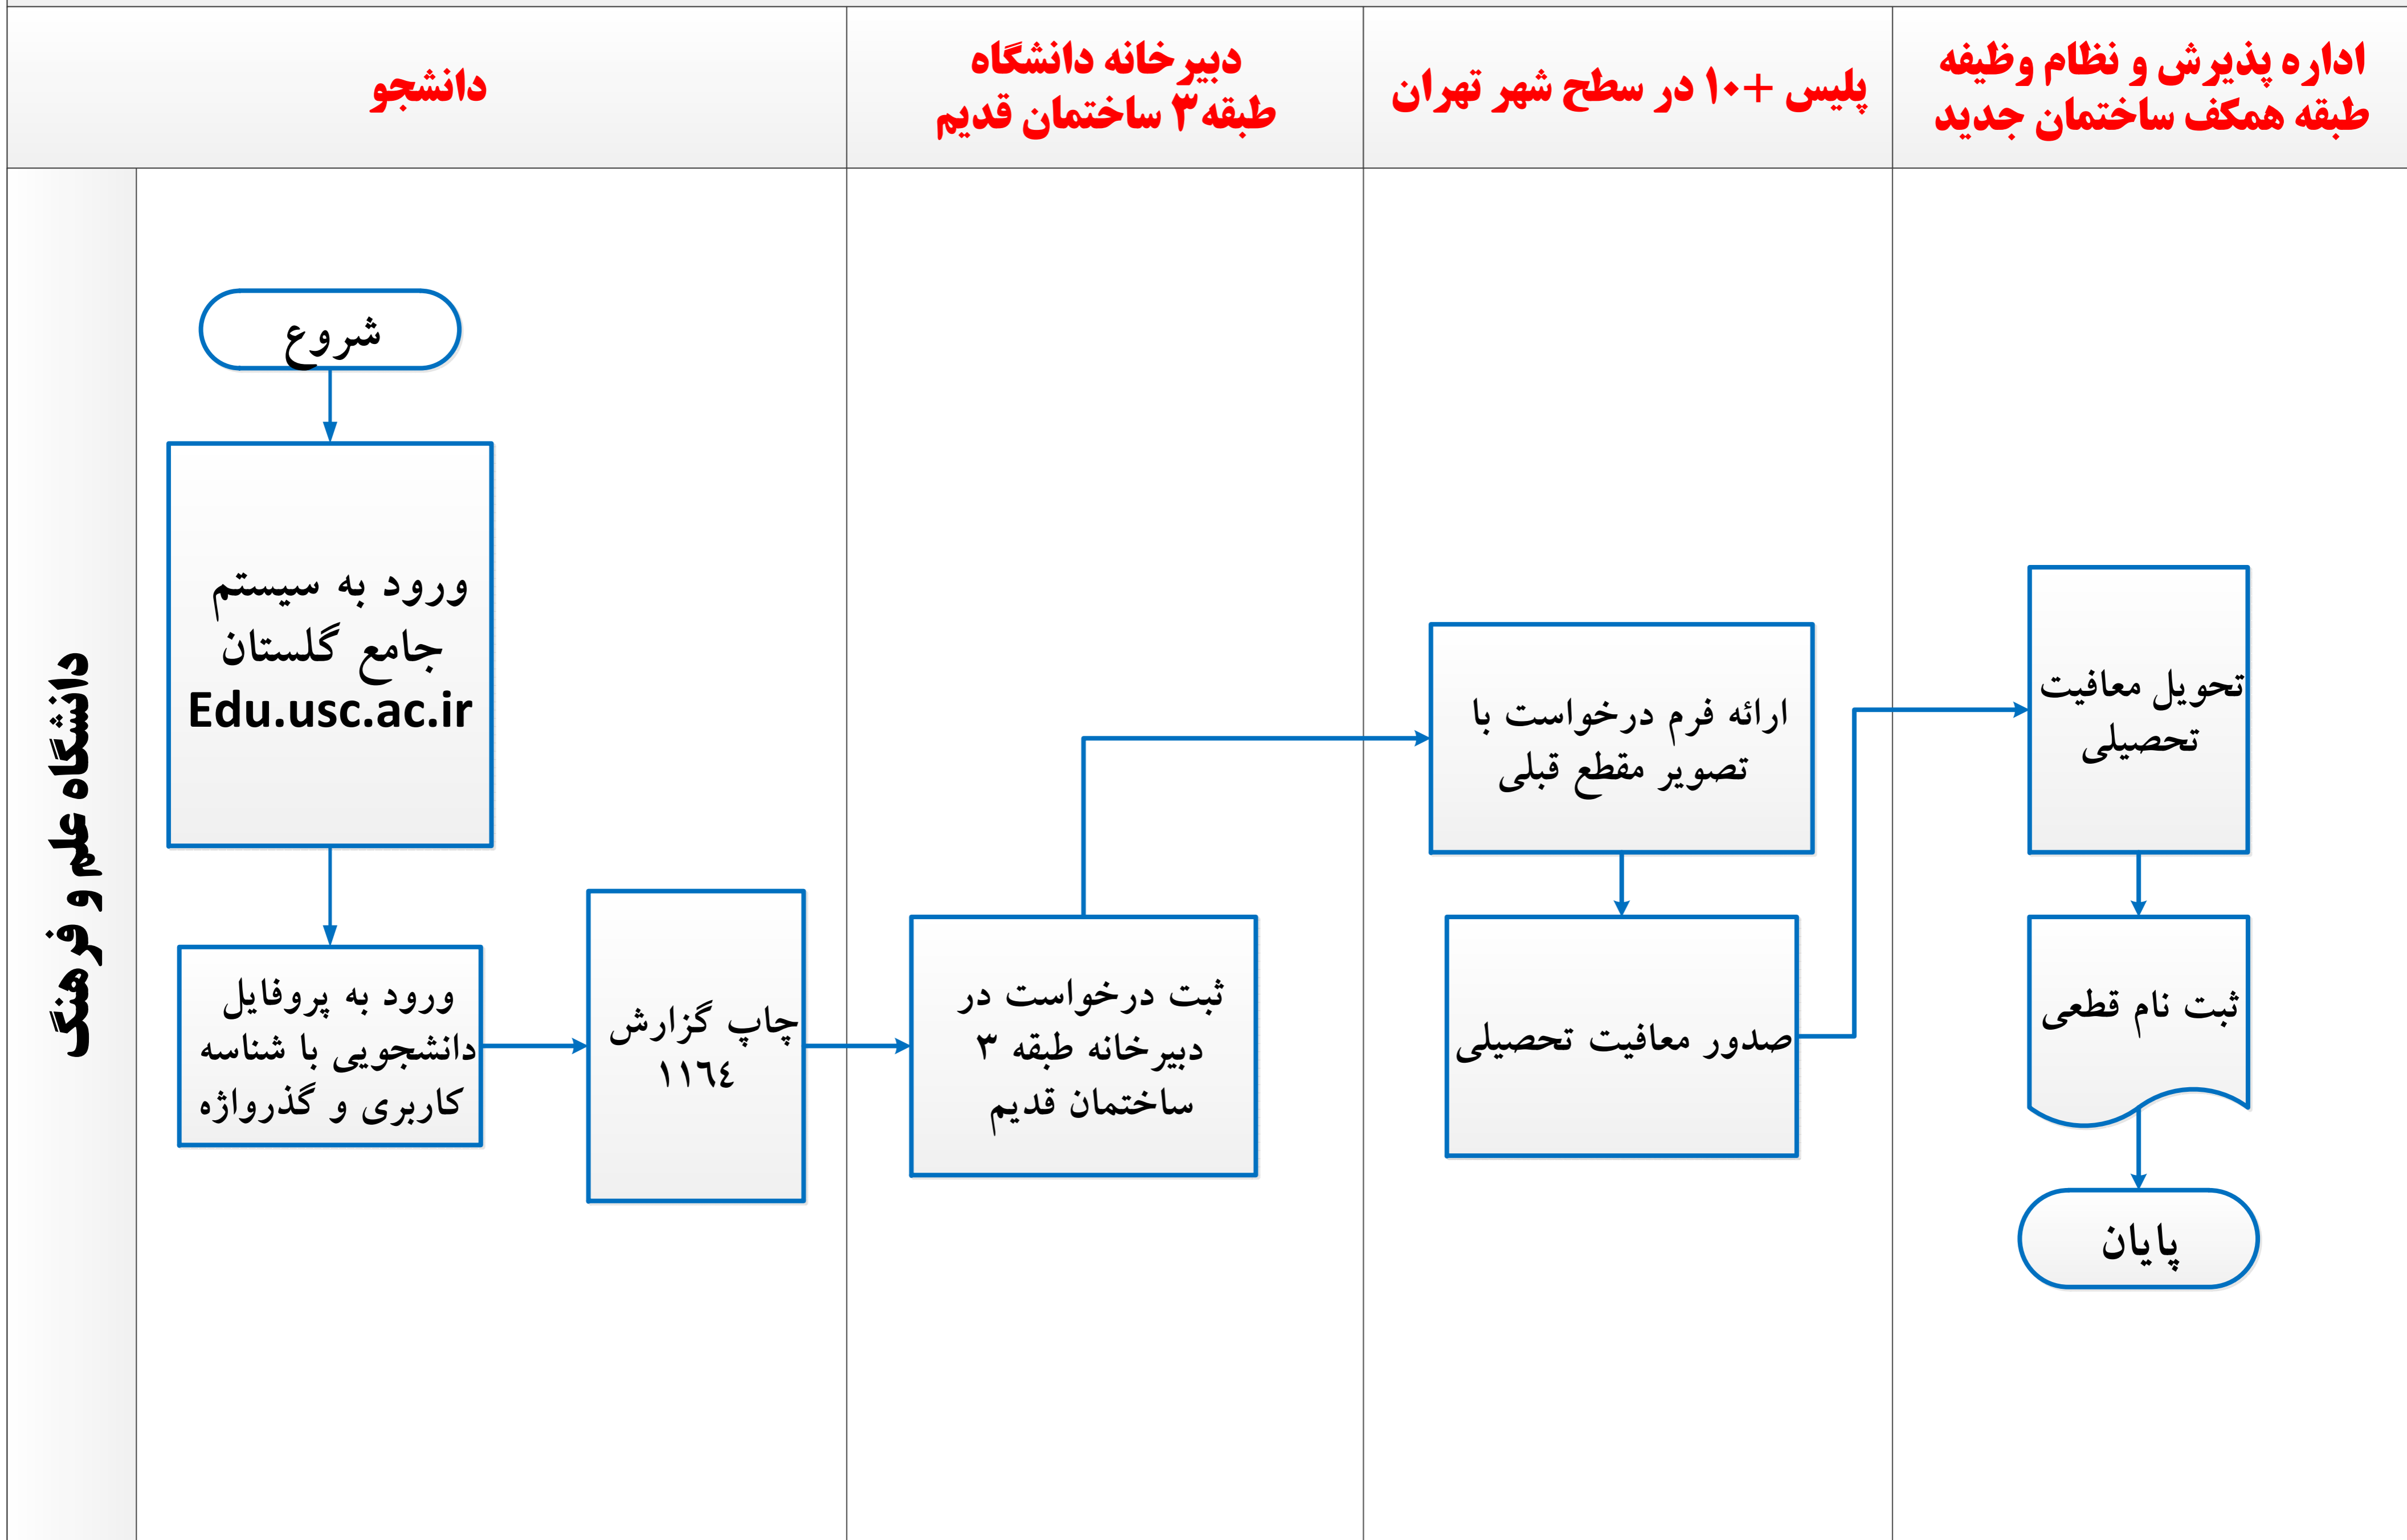 دانشجو
دبیرخانه دانشگاه
طبقه ۳ ساختمان قدیم
پلیس +۱۰ در سطح شهر تهران
اداره پذیرش و نظام وظیفه
طبقه همکف ساختمان جدید
دانشگاه علم و فرهنگ
شروع
ورود به سیستم
جامع گلستان
Edu.usc.ac.ir
ورود به پروفایل
دانشجویی با شناسه
کاربری و گذرواژه
چاپ گزارش
١١٦٤
ثبت درخواست در
دبیرخانه طبقه ۳
ساختمان قدیم
ارائه فرم درخواست با
تصویر مقطع قبلی
صدور معافیت تحصیلی
تحویل معافیت
تحصیلی
ثبت نام قطعی
پایان